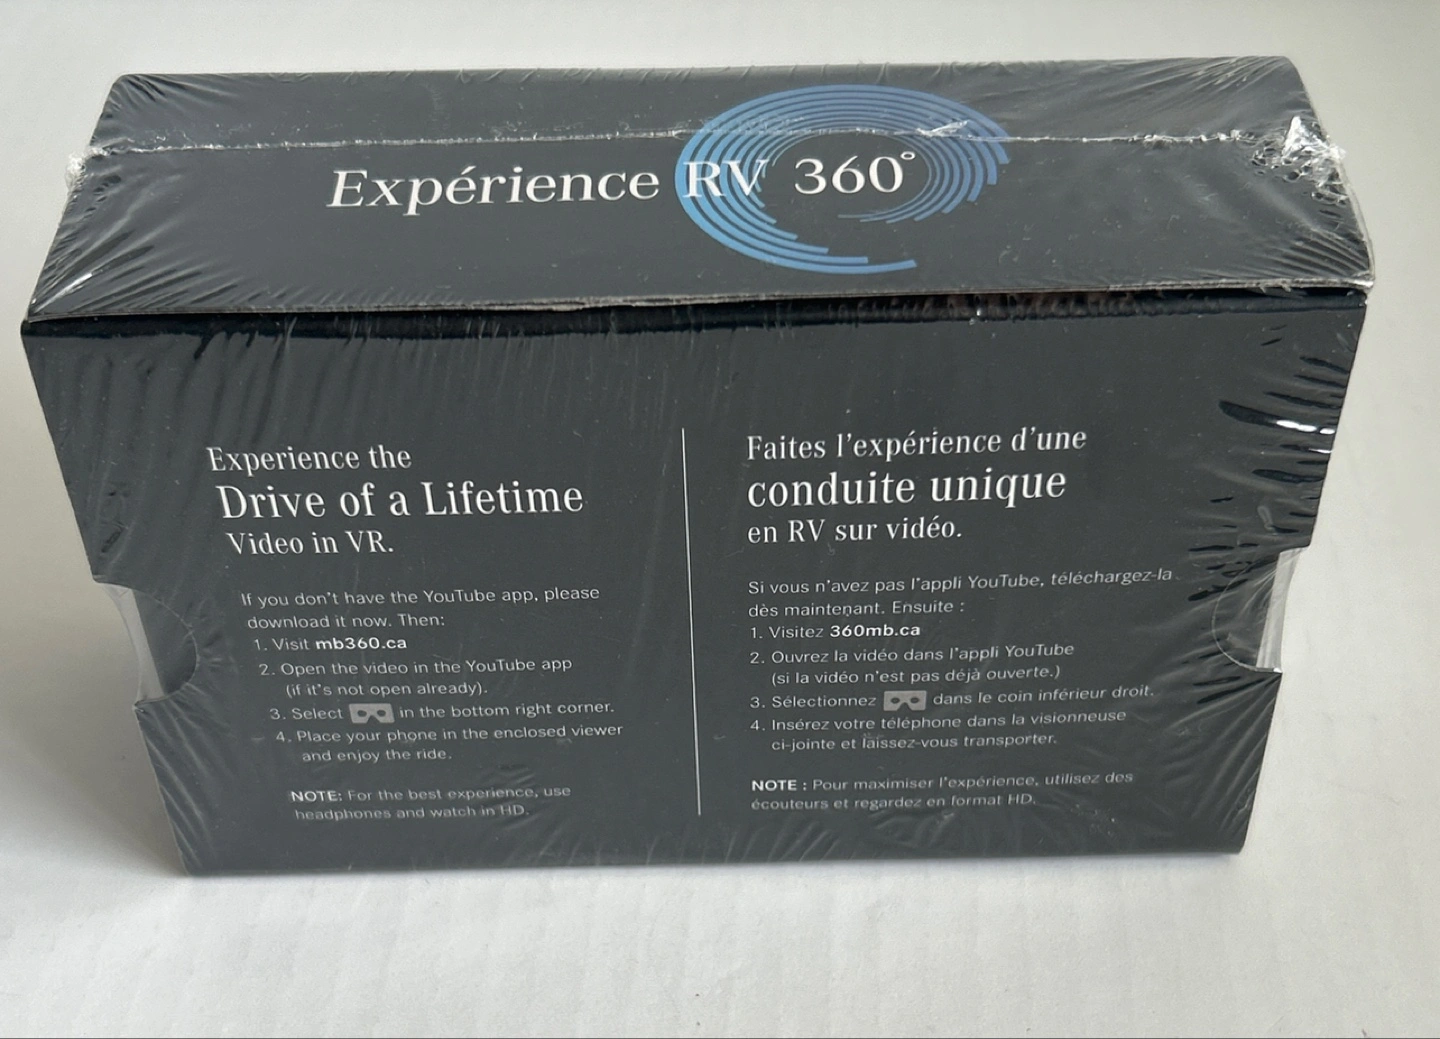 Expérience RV 360°
Experience the
Drive of a Lifetime
Video in VR.
If you don't have the YouTube app, please
download it now. Then:
1. Visit mb360.ca
2. Open the video in the YouTube app
(if it's not open already).
3. Select in the bottom right corner.
4. Place your phone in the enclosed viewer
and enjoy the ride.
NOTE: For the best experience, use
headphones and watch in HD.
Faites l'expérience d'une
conduite unique
en RV sur vidéo.
Si vous n'avez pas l'appli YouTube, téléchargez-la
dès maintenant. Ensuite :
1. Visitez 360mb.ca
2. Ouvrez la vidéo dans l'appli YouTube
(si la vidéo n'est pas déjà ouverte.)
3. Sélectionnez dans le coin inférieur droit.
4. Insérez votre téléphone dans la visionneuse
ci-jointe et laissez-vous transporter.
NOTE : Pour maximiser l'expérience, utilisez des
écouteurs et regardez en format HD.